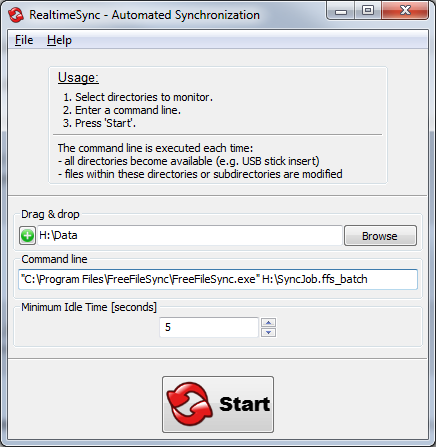 RealtimeSync - Automated Synchronization
File Help
Usage:
1. Select directories to monitor.
2. Enter a command line.
3. Press 'Start'.
The command line is executed each time:
- all directories become available (e.g. USB stick insert)
- files within these directories or subdirectories are modified
Drag & drop
H:\Data
Browse
Command line
"C:\Program Files\FreeFileSync\FreeFileSync.exe" H:\SyncJob.ffs_batch
Minimum Idle Time [seconds]
5
Start